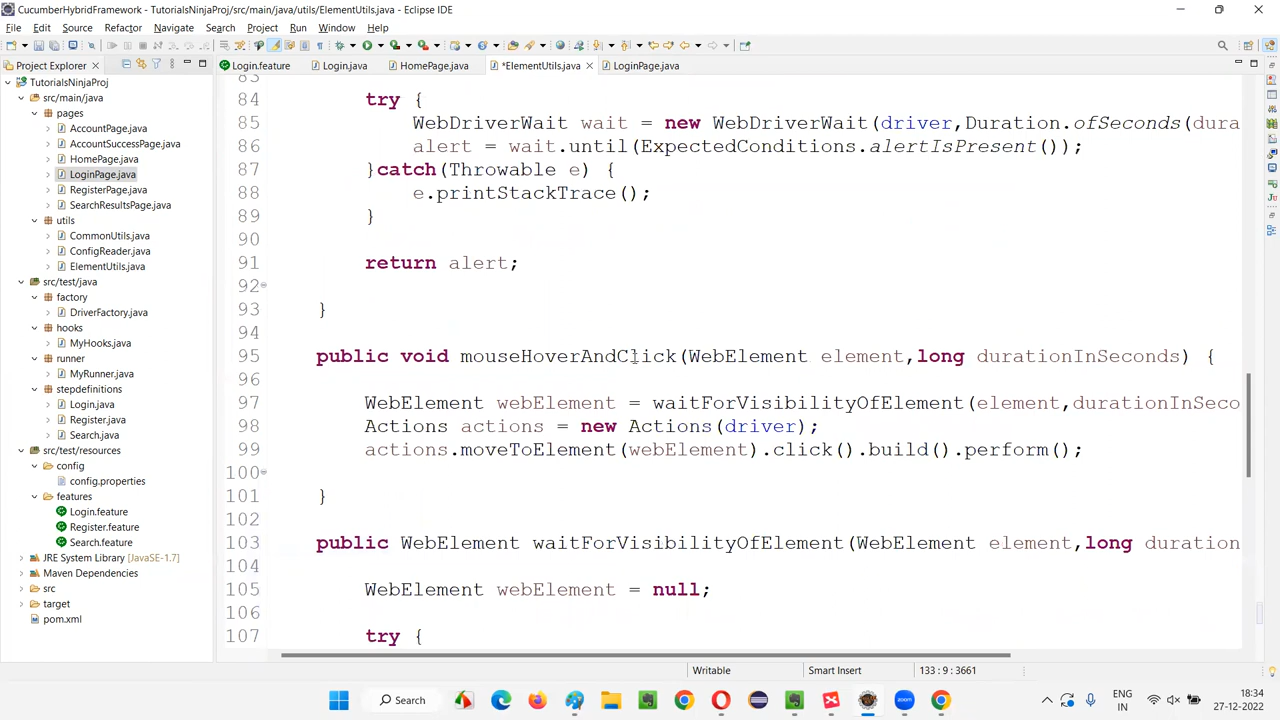 CucumberHybridFramework - TutorialsNinjaProj/src/main/java/utils/ElementUtils.java - Eclipse IDE
File Edit Source Refactor Navigate Search Project Run Window Help
Project Explorer
Login.feature Login.java HomePage.java *ElementUtils.java LoginPage.java
TutorialsNinjaProj
src/main/java
pages
AccountPage.java
AccountSuccessPage.java
HomePage.java
LoginPage.java
RegisterPage.java
SearchResultsPage.java
utils
CommonUtils.java
ConfigReader.java
ElementUtils.java
src/test/java
factory
DriverFactory.java
hooks
MyHooks.java
runner
MyRunner.java
stepdefinitions
Login.java
Register.java
Search.java
src/test/resources
config
config.properties
features
Login.feature
Register.feature
Search.feature
JRE System Library [JavaSE-1.7]
Maven Dependencies
src
target
pom.xml
83
84 try {
85 WebDriverWait wait = new WebDriverWait(driver,Duration.ofSeconds(dura
86 alert = wait.until(ExpectedConditions.alertIsPresent());
87 }catch(Throwable e) {
88 e.printStackTrace();
89 }
90
91 return alert;
92
93 }
94
95 public void mouseHoverAndClick(WebElement element,long durationInSeconds) {
96
97 WebElement webElement = waitForVisibilityOfElement(element,durationInSeco
98 Actions actions = new Actions(driver);
99 actions.moveToElement(webElement).click().build().perform();
100
101 }
102
103 public WebElement waitForVisibilityOfElement(WebElement element,long duration
104
105 WebElement webElement = null;
106
107 try {
Writable Smart Insert 133 : 9 : 3661
Search
ENG
IN
18:34
27-12-2022